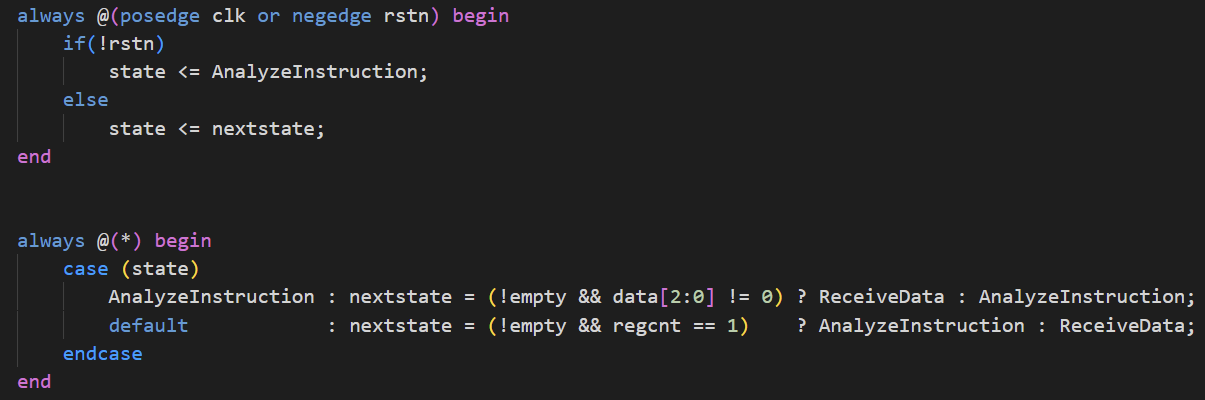 always @(posedge clk or negedge rstn) begin
    if(!rstn)
        state <= AnalyzeInstruction;
    else
        state <= nextstate;
end
always @(*) begin
    case (state)
        AnalyzeInstruction : nextstate = (!empty && data[2:0] != 0) ? ReceiveData : AnalyzeInstruction;
        default            : nextstate = (!empty && regcnt == 1)    ? AnalyzeInstruction : ReceiveData;
    endcase
end